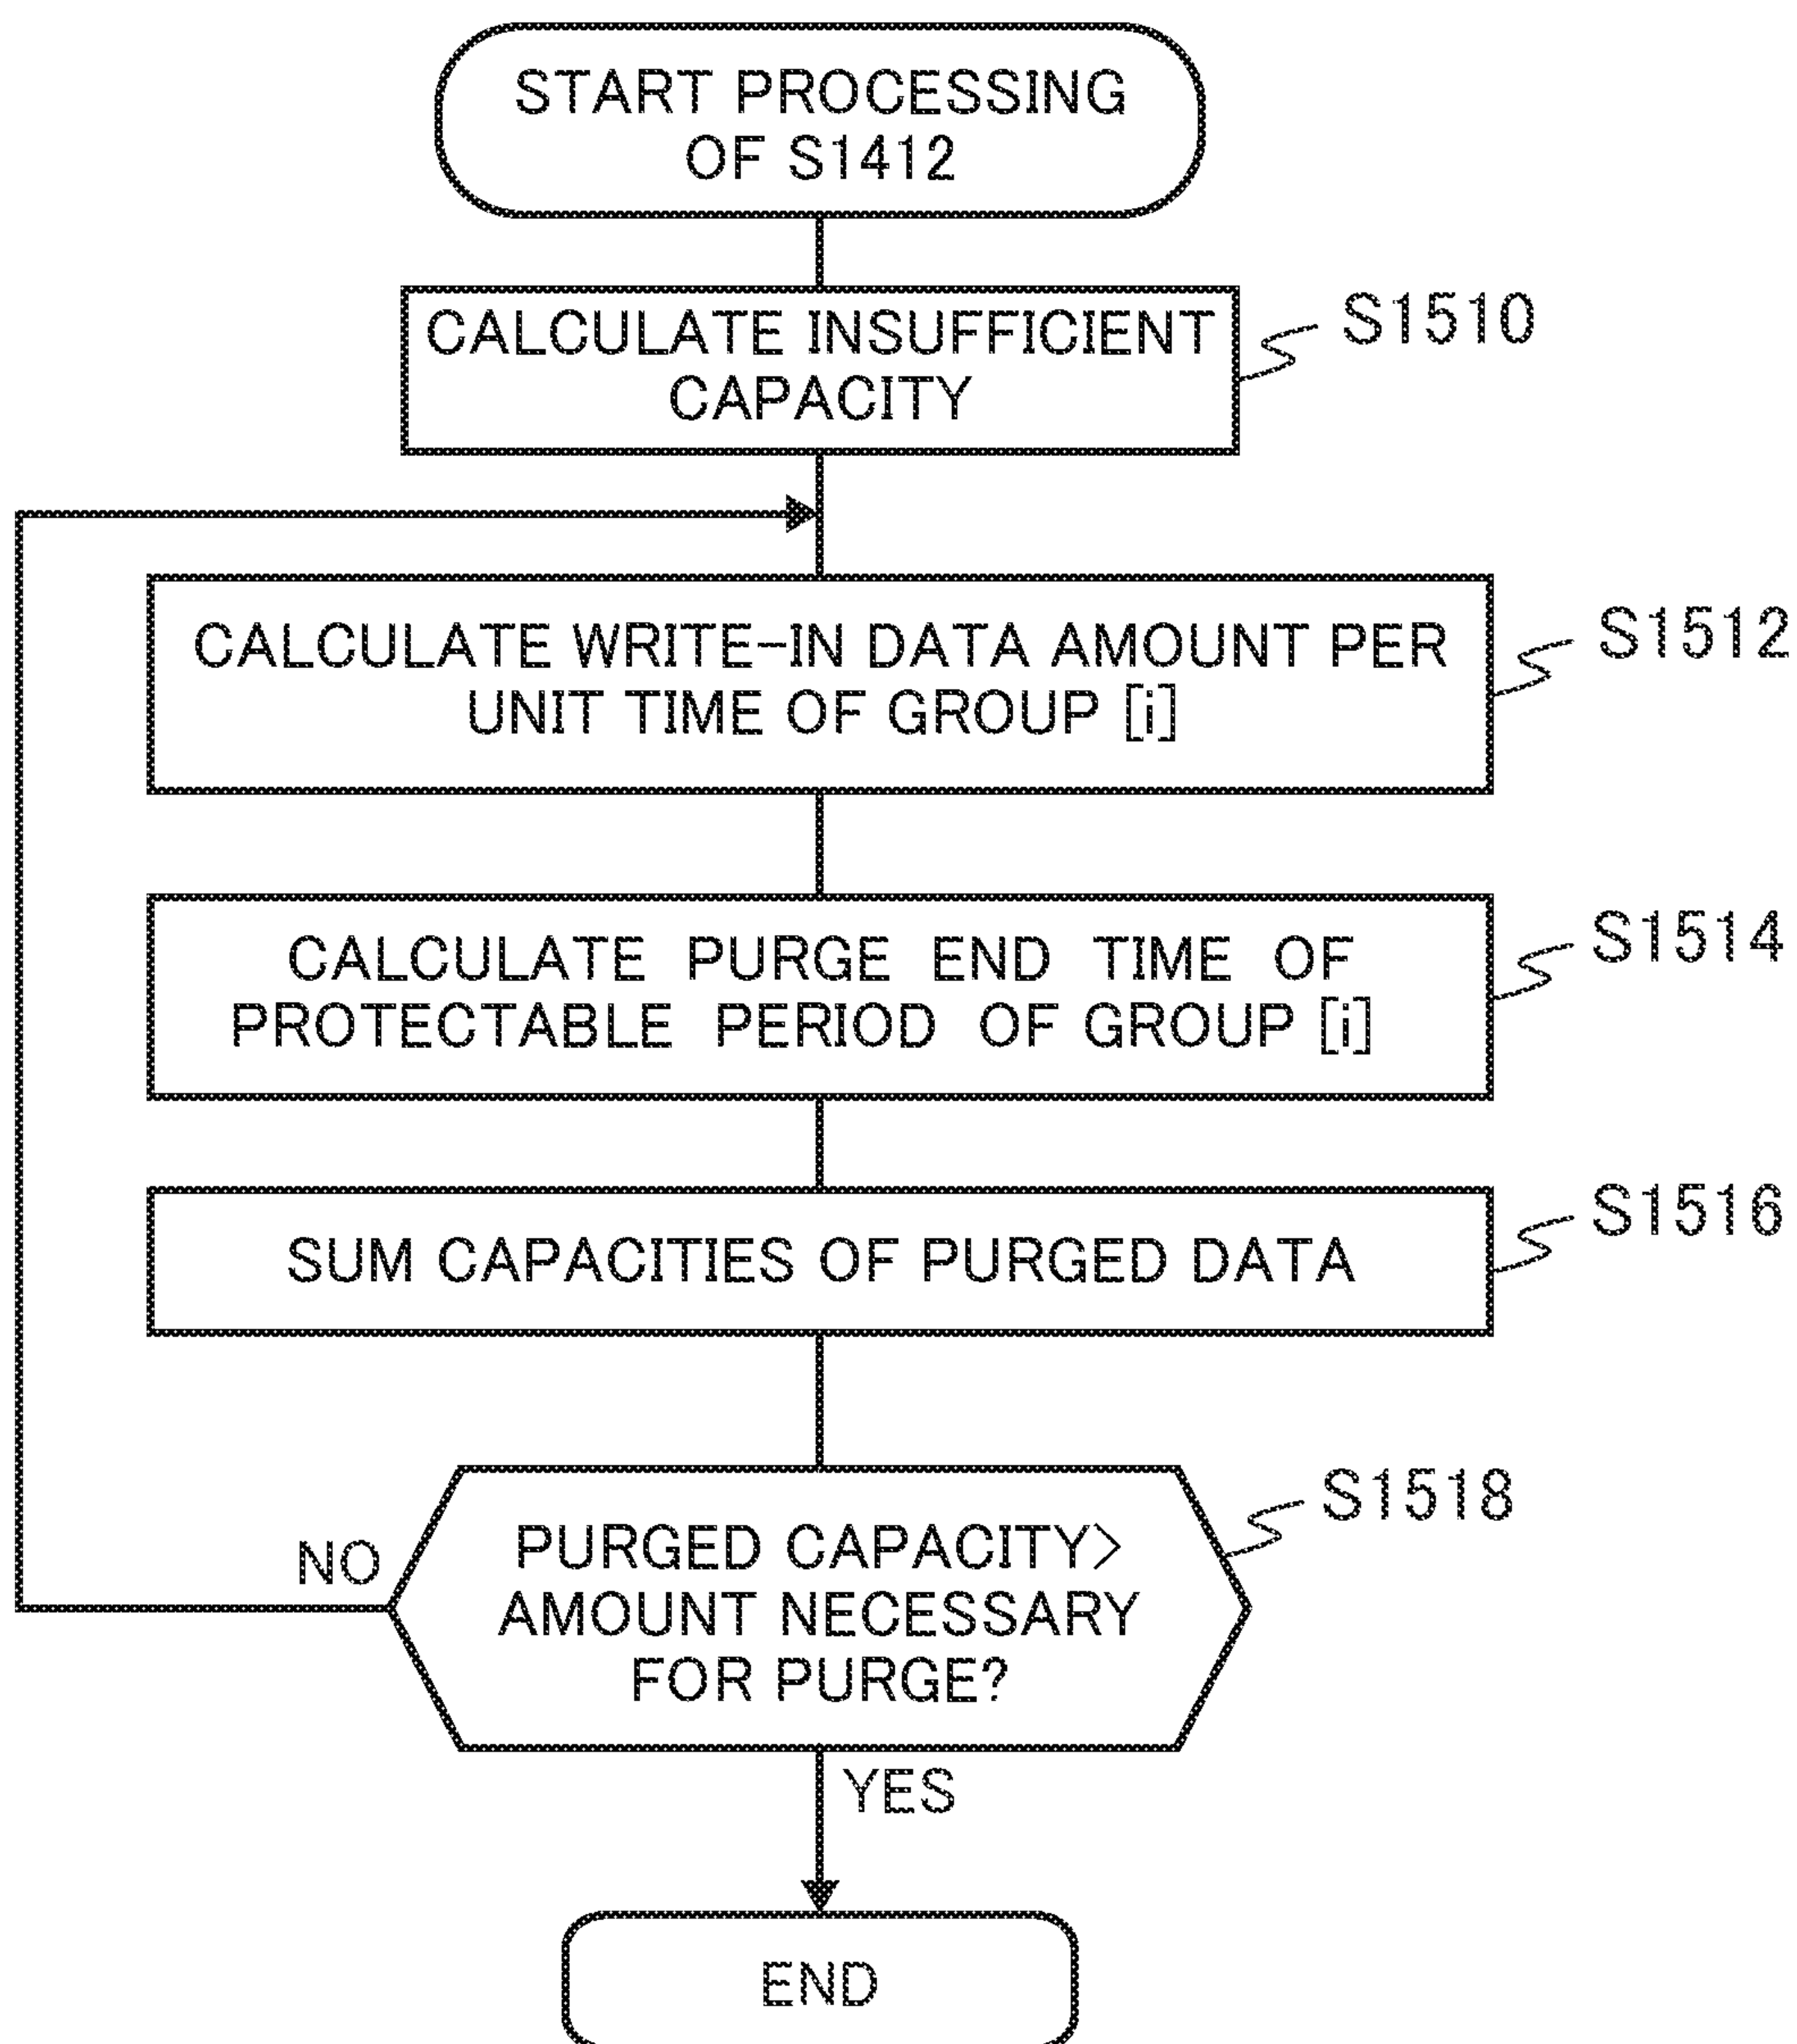 START PROCESSING
OF S1412
CALCULATE INSUFFICIENT
CAPACITY
S1510
CALCULATE WRITE-IN DATA AMOUNT PER
UNIT TIME OF GROUP [i]
S1512
CALCULATE PURGE END TIME OF
PROTECTABLE PERIOD OF GROUP [i]
S1514
SUM CAPACITIES OF PURGED DATA
S1516
PURGED CAPACITY>
AMOUNT NECESSARY
FOR PURGE?
S1518
NO
YES
END